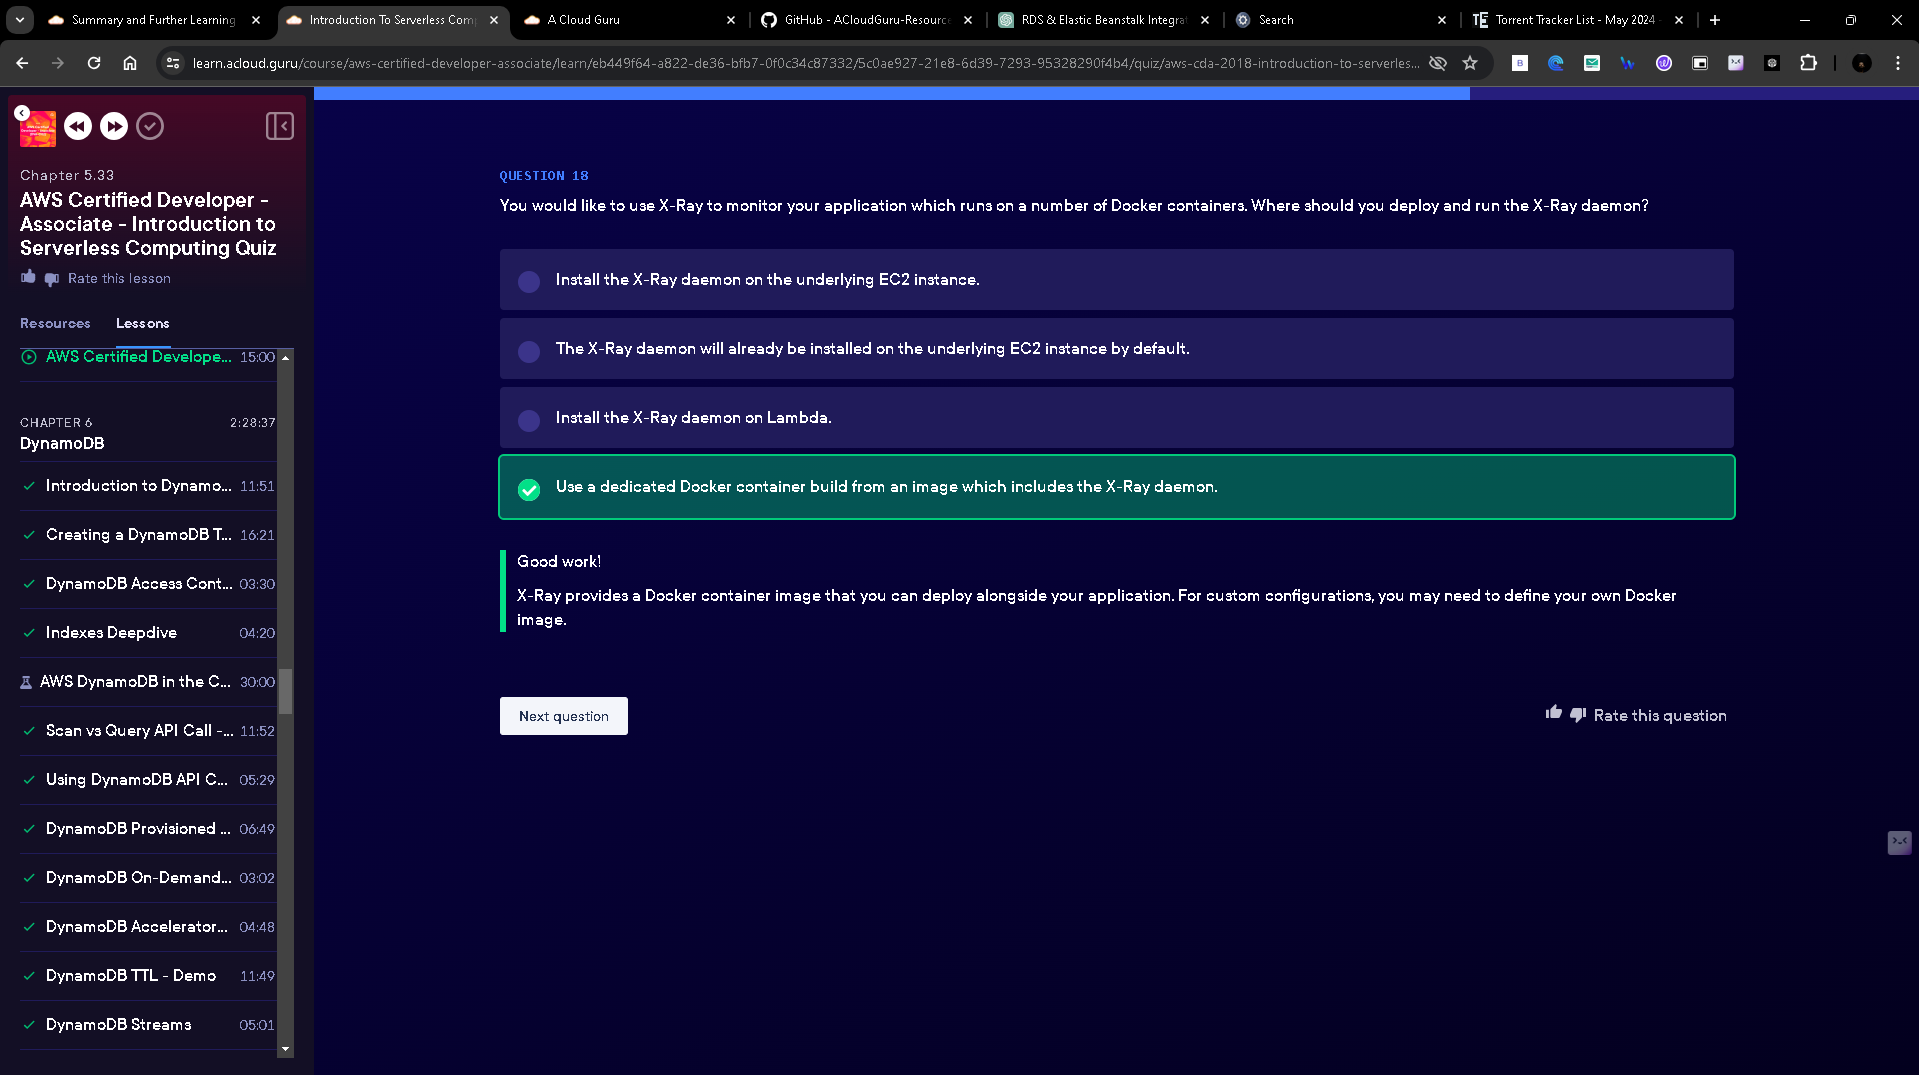 Summary and Further Learning
Introduction To Serverless Comp
A Cloud Guru
GitHub - ACloudGuru-Resource
RDS & Elastic Beanstalk Integrat
Search
Torrent Tracker List - May 2024 -
learn.acloud.guru/course/aws-certified-developer-associate/learn/eb449f64-a822-de36-bfb7-0f0c34c87332/5c0ae927-21e8-6d39-7293-95328290f4b4/quiz/aws-cda-2018-introduction-to-serverles...
Chapter 5.33
AWS Certified Developer -
Associate - Introduction to
Serverless Computing Quiz
Rate this lesson
Resources
Lessons
AWS Certified Develope... 15:00
CHAPTER 6 2:28:37
DynamoDB
Introduction to Dynamo... 11:51
Creating a DynamoDB T... 16:21
DynamoDB Access Cont... 03:30
Indexes Deepdive 04:20
AWS DynamoDB in the C... 30:00
Scan vs Query API Call -... 11:52
Using DynamoDB API C... 05:29
DynamoDB Provisioned ... 06:49
DynamoDB On-Demand... 03:02
DynamoDB Accelerator... 04:48
DynamoDB TTL - Demo 11:49
DynamoDB Streams 05:01
QUESTION 18
You would like to use X-Ray to monitor your application which runs on a number of Docker containers. Where should you deploy and run the X-Ray daemon?
Install the X-Ray daemon on the underlying EC2 instance.
The X-Ray daemon will already be installed on the underlying EC2 instance by default.
Install the X-Ray daemon on Lambda.
Use a dedicated Docker container build from an image which includes the X-Ray daemon.
Good work!
X-Ray provides a Docker container image that you can deploy alongside your application. For custom configurations, you may need to define your own Docker
image.
Next question
Rate this question